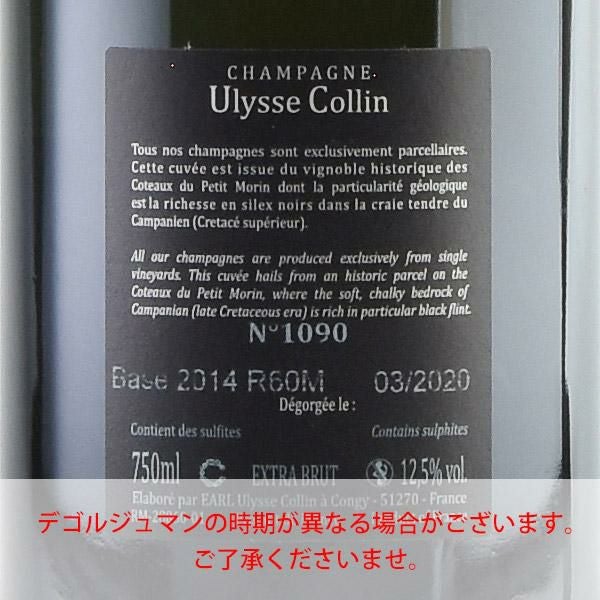 CHAMPAGNE
Ulysse Collin
Tous nos champagnes sont exclusivement parcellaires.
Cette cuvée est issue du vignoble historique des
Coteaux du Petit Morin dont la particularité géologique
est la richesse en silex noirs dans la craie tendre du
Campanien (Cretacé supérieur).
All our champagnes are produced exclusively from single
vineyards. This cuvée hails from an historic parcel on the
Coteaux du Petit Morin, where the soft, chalky bedrock of
Campanian (late Cretaceous era) is rich in particular black flint.
N°1090
Base 2014 R60M 03/2020
Dégorgée le :
Contient des sulfites Contains sulphites
750ml EXTRA BRUT 12,5% vol.
Elaboré par EARL Ulysse Collin à Congy - 51270 - France
デゴルジュマンの時期が異なる場合がございます。
ご了承くださいませ。